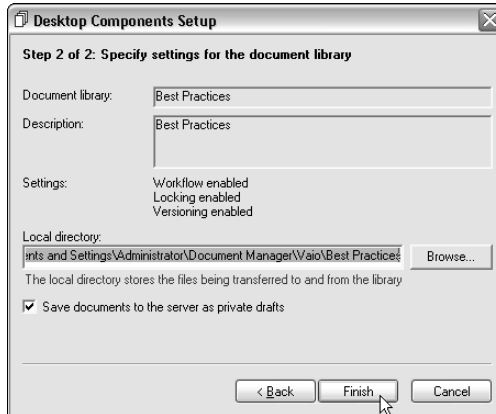 Desktop Components Setup
Step 2 of 2: Specify settings for the document library
Document library:
Best Practices
Description:
Best Practices
Settings:
Workflow enabled
Locking enabled
Versioning enabled
Local directory:
ents and Settings\Administrator\Document Manager\Vaio\Best Practices
Browse...
The local directory stores the files being transferred to and from the library
Save documents to the server as private drafts
< Back
Finish
Cancel